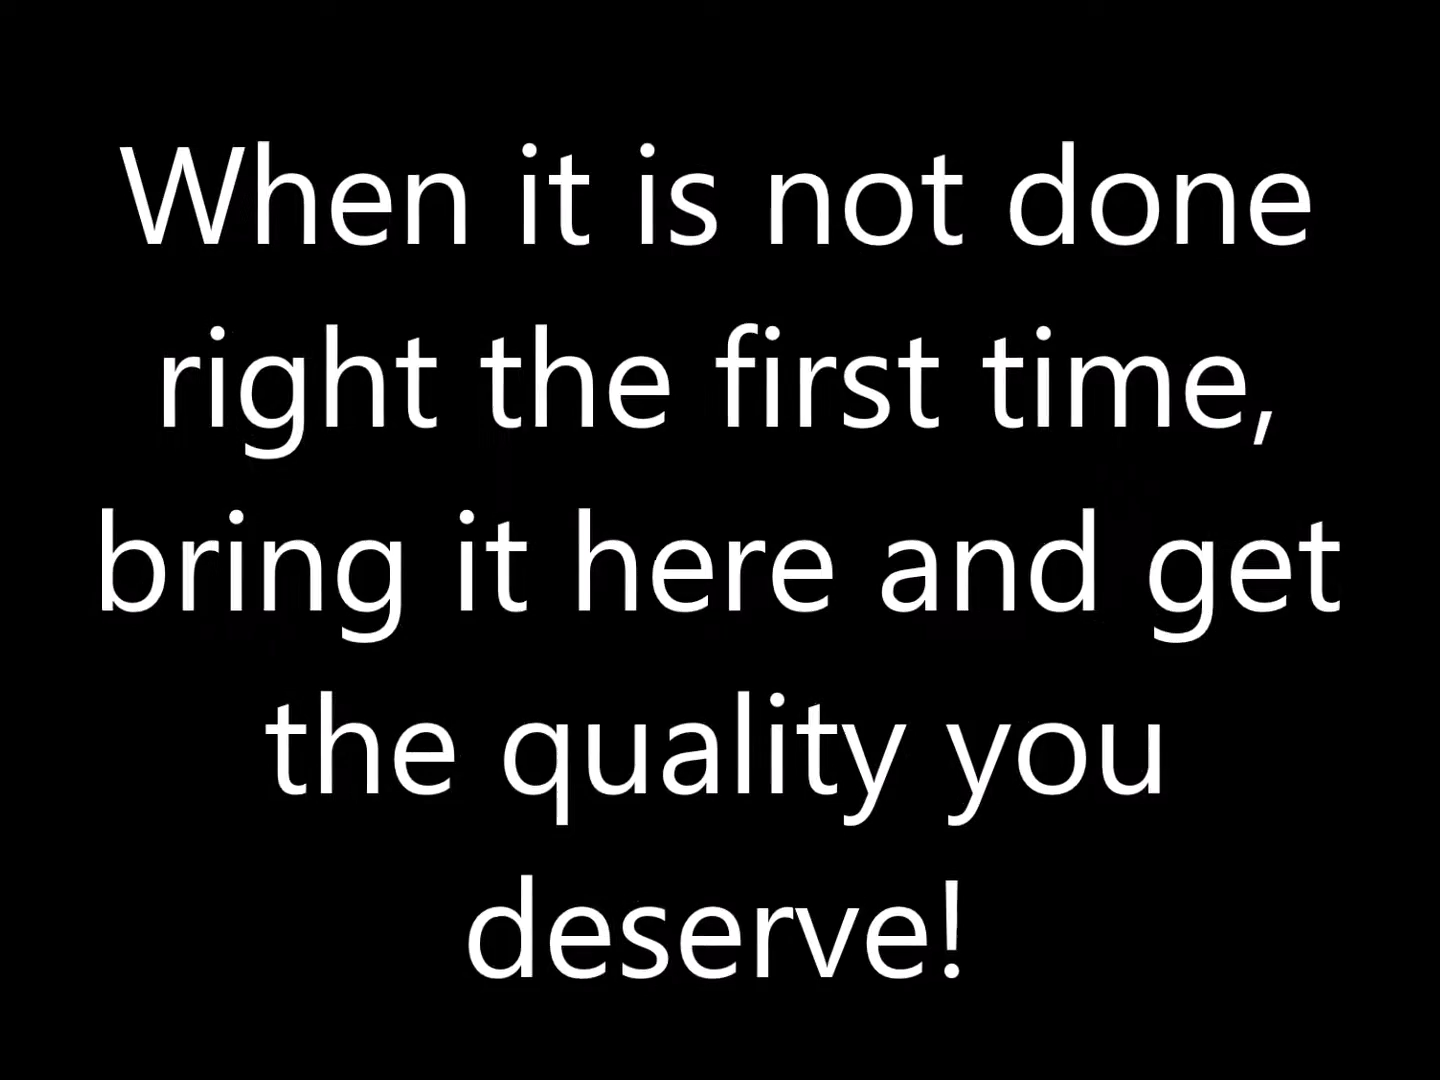 When it is not done
right the first time,
bring it here and get
the quality you
deserve!